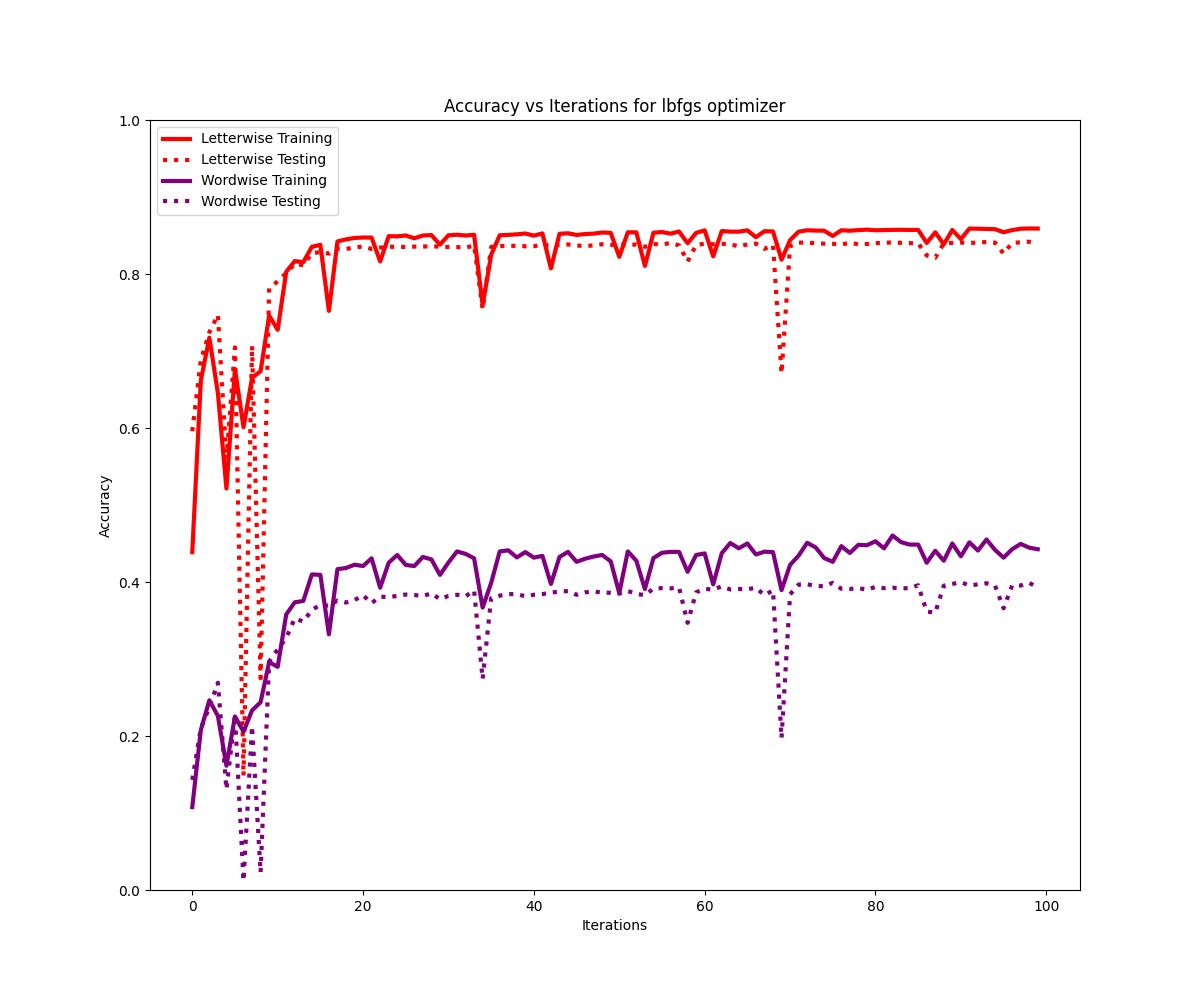 Accuracy vs Iterations for lbfgs optimizer
1.0
Letterwise Training
Letterwise Testing
Wordwise Training
Wordwise Testing
0.8
0.6
Accuracy
0.4
0.2
0.0
0 20 40 60 80 100
Iterations